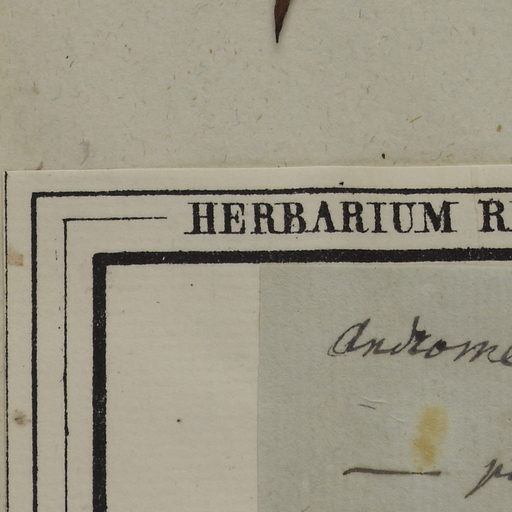 HERBARIUM R
Androme
— p